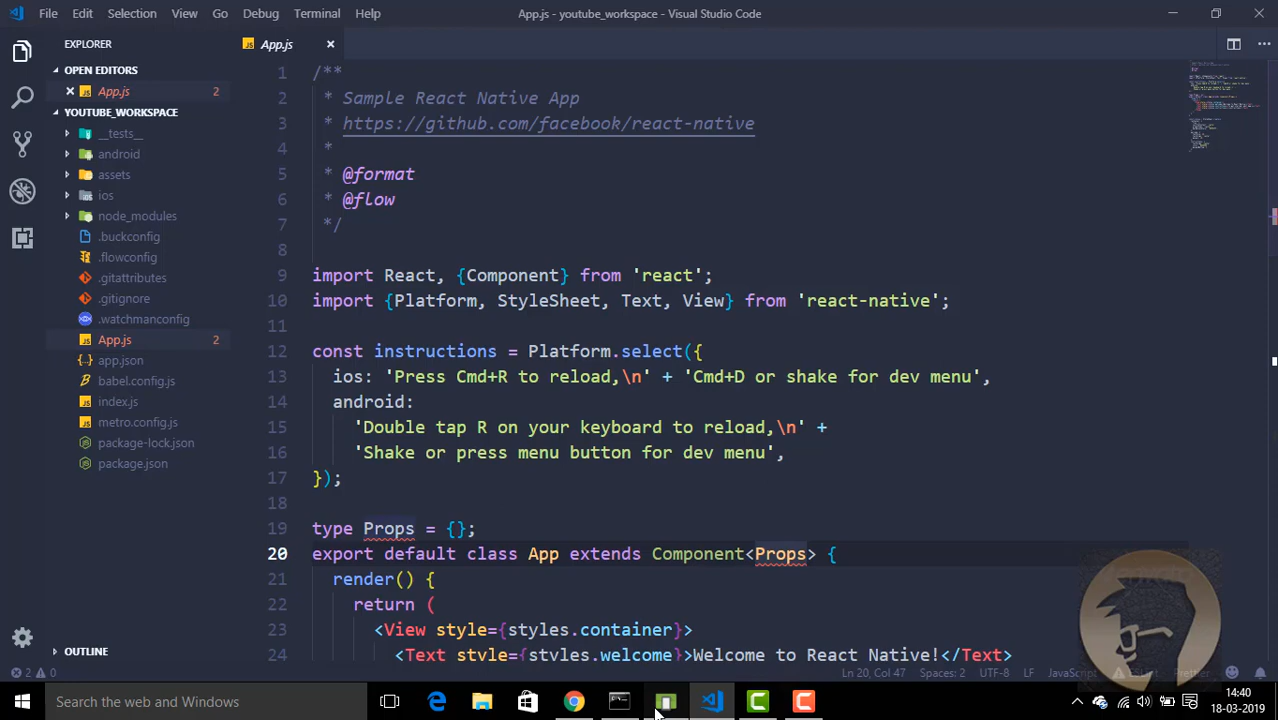 File Edit Selection View Go Debug Terminal Help
App.js - youtube_workspace - Visual Studio Code
EXPLORER
App.js
OPEN EDITORS
App.js 2
YOUTUBE_WORKSPACE
__tests__
android
assets
ios
node_modules
.buckconfig
.flowconfig
.gitattributes
.gitignore
.watchmanconfig
App.js 2
app.json
babel.config.js
index.js
metro.config.js
package-lock.json
package.json
OUTLINE
1 /**
2 * Sample React Native App
3 * https://github.com/facebook/react-native
4 *
5 * @format
6 * @flow
7 */
8
9 import React, {Component} from 'react';
10 import {Platform, StyleSheet, Text, View} from 'react-native';
11
12 const instructions = Platform.select({
13 ios: 'Press Cmd+R to reload,\n' + 'Cmd+D or shake for dev menu',
14 android:
15 'Double tap R on your keyboard to reload,\n' +
16 'Shake or press menu button for dev menu',
17 });
18
19 type Props = {};
20 export default class App extends Component<Props> {
21 render() {
22 return (
23 <View style={styles.container}>
24 <Text style={styles.welcome}>Welcome to React Native!</Text>
2 0 Ln 20, Col 48 Spaces: 2 UTF-8 LF JavaScript ESLint Prettier
Search the web and Windows
14:40
18-03-2019